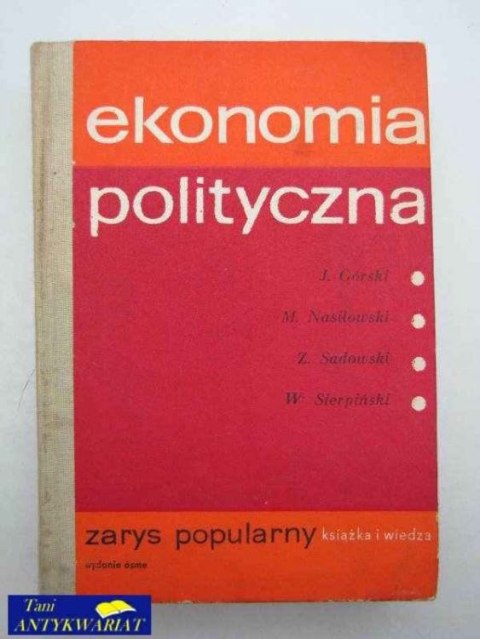 ekonomia
polityczna
J. Górski
M. Nasiłowski
Z. Sadowski
W. Sierpiński
zarys popularny książka i wiedza
wydanie ósme
Tani
ANTYKWARIAT